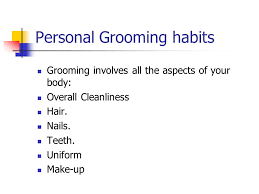 Personal Grooming habits
Grooming involves all the aspects of your
body:
Overall Cleanliness
Hair.
Nails.
Teeth.
Uniform
Make-up